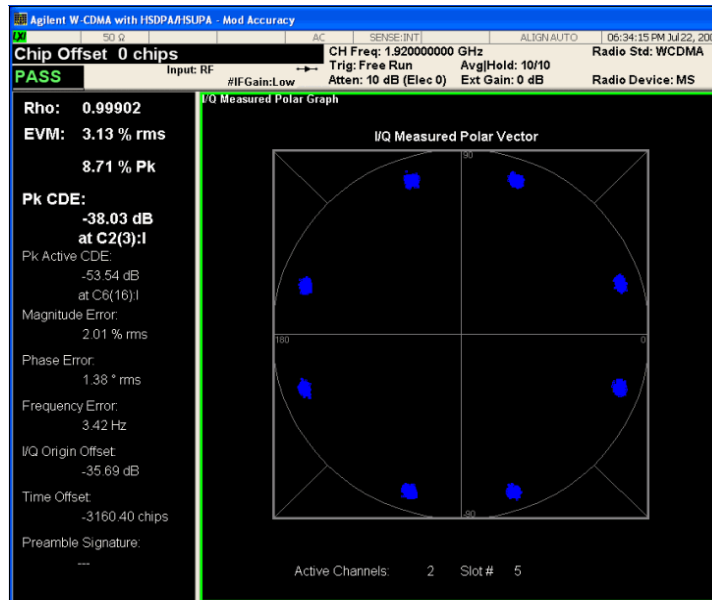 Agilent W-CDMA with HSDPA/HSUPA - Mod Accuracy
LXI 50 Ω AC SENSE:INT ALIGN AUTO 06:34:15 PM Jul 22, 200
Chip Offset 0 chips
CH Freq: 1.920000000 GHz
Radio Std: WCDMA
PASS
Input: RF
Trig: Free Run
Avg|Hold: 10/10
#IFGain:Low
Atten: 10 dB (Elec 0)
Ext Gain: 0 dB
Radio Device: MS
Rho: 0.99902
EVM: 3.13 % rms
8.71 % Pk
Pk CDE:
-38.03 dB
at C2(3):I
Pk Active CDE:
-53.54 dB
at C6(16):I
Magnitude Error:
2.01 % rms
Phase Error:
1.38 ° rms
Frequency Error:
3.42 Hz
I/Q Origin Offset:
-35.69 dB
Time Offset:
-3160.40 chips
Preamble Signature:
---
I/Q Measured Polar Graph
I/Q Measured Polar Vector
90
180
0
-90
Active Channels: 2 Slot # 5